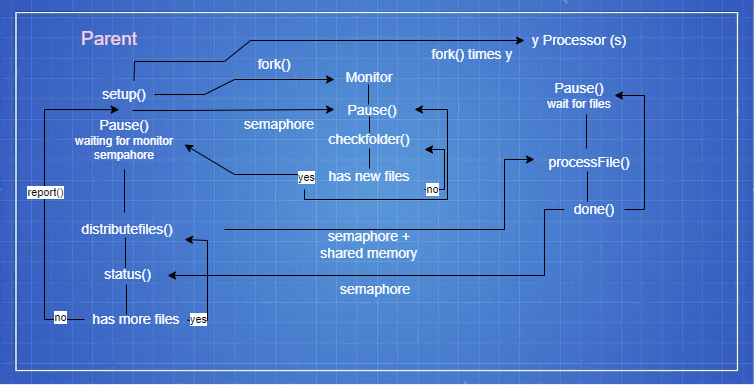 Parent
y Processor (s)
fork() times y
fork()
Monitor
setup()
Pause()
wait for files
Pause()
semaphore
Pause()
waiting for monitor
sempahore
checkfolder()
processFile()
yes
has new files
no
report()
done()
distributefiles()
semaphore +
shared memory
status()
semaphore
no
has more files
yes